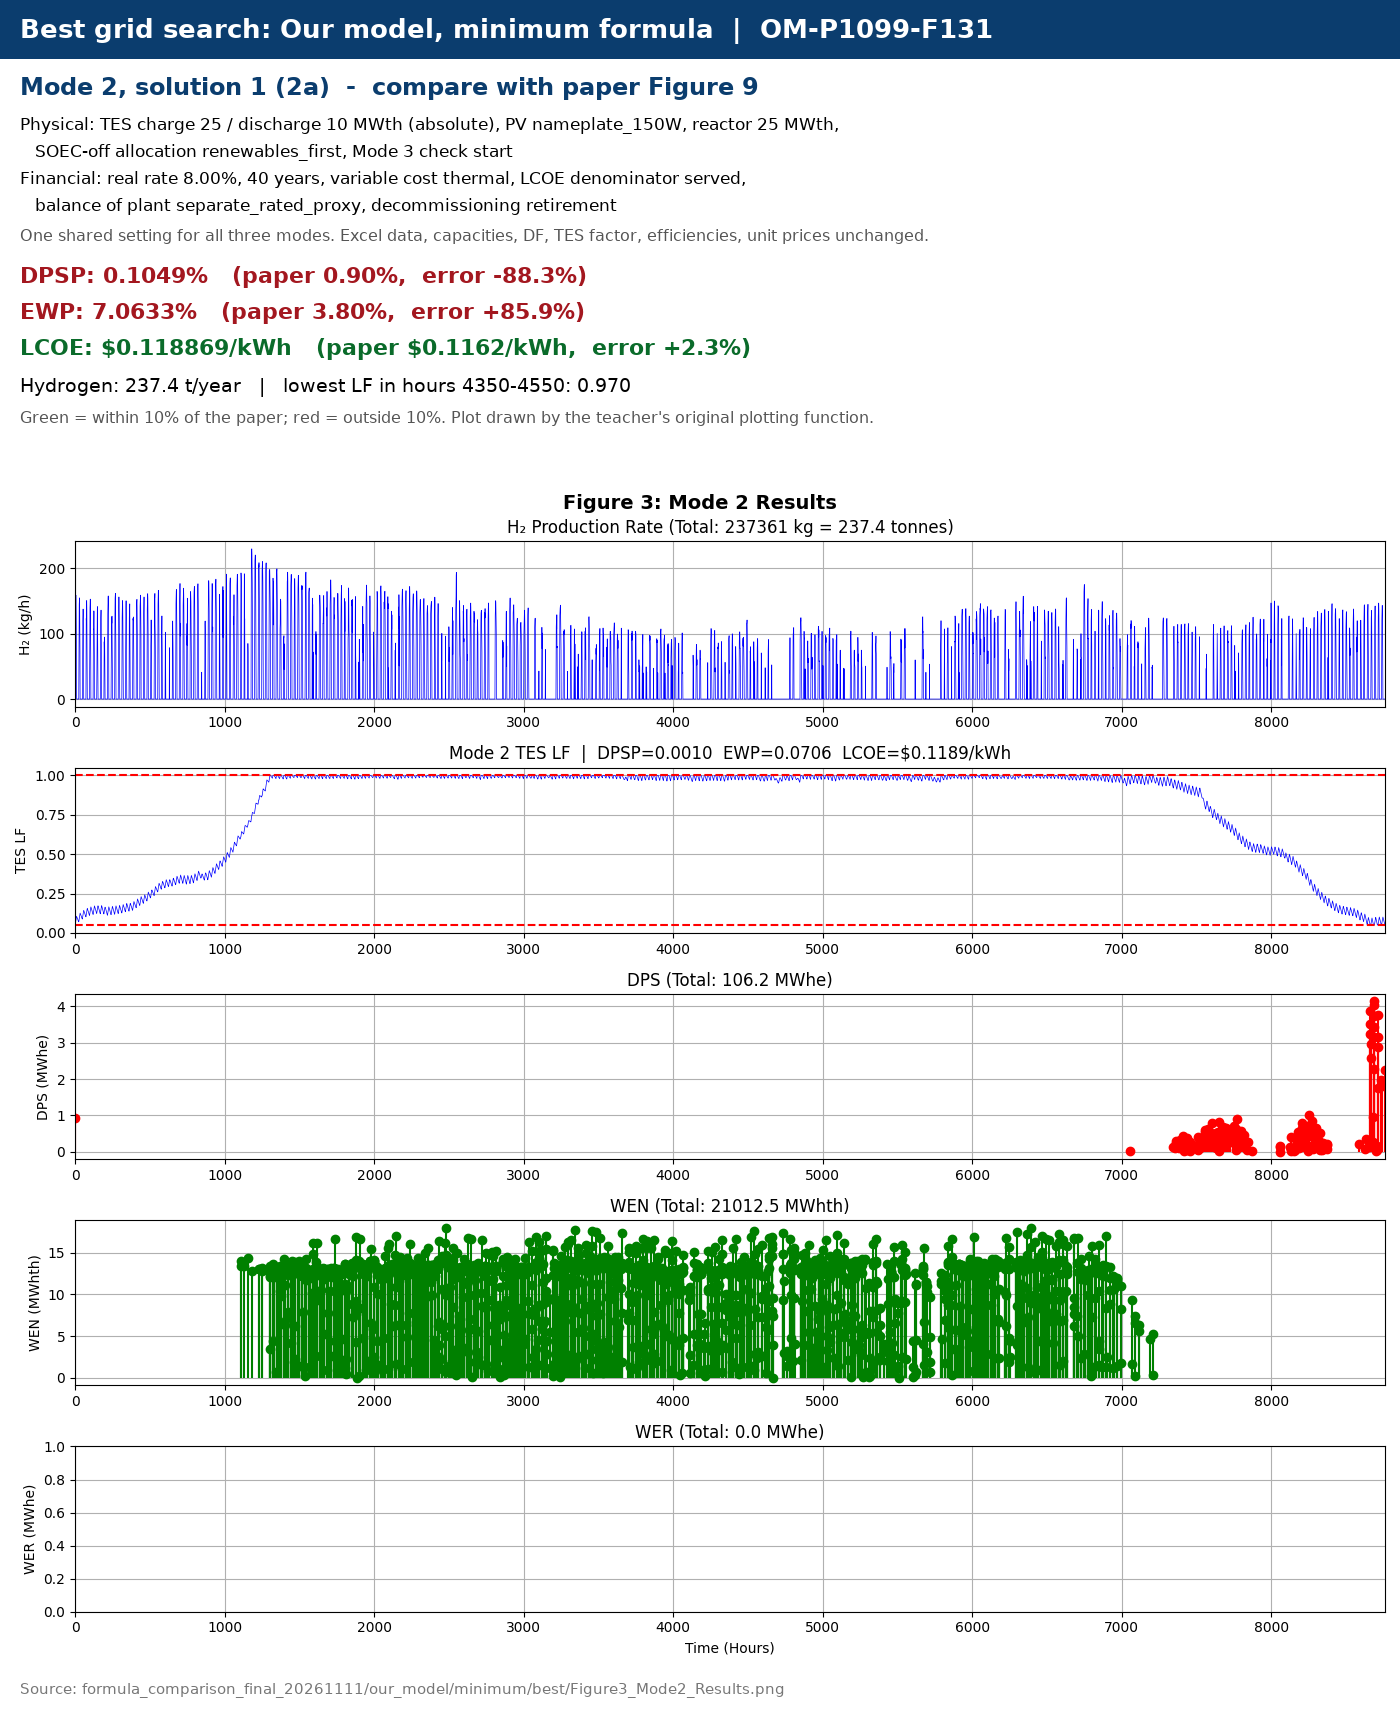 Best grid search: Our model, minimum formula | OM-P1099-F131
Mode 2, solution 1 (2a) - compare with paper Figure 9
Physical: TES charge 25 / discharge 10 MWth (absolute), PV nameplate_150W, reactor 25 MWth,
SOEC-off allocation renewables_first, Mode 3 check start
Financial: real rate 8.00%, 40 years, variable cost thermal, LCOE denominator served,
balance of plant separate_rated_proxy, decommissioning retirement
One shared setting for all three modes. Excel data, capacities, DF, TES factor, efficiencies, unit prices unchanged.
DPSP: 0.1049% (paper 0.90%, error -88.3%)
EWP: 7.0633% (paper 3.80%, error +85.9%)
LCOE: $0.118869/kWh (paper $0.1162/kWh, error +2.3%)
Hydrogen: 237.4 t/year | lowest LF in hours 4350-4550: 0.970
Green = within 10% of the paper; red = outside 10%. Plot drawn by the teacher's original plotting function.
Figure 3: Mode 2 Results
H₂ Production Rate (Total: 237361 kg = 237.4 tonnes)
H₂ (kg/h)
200
100
0
0 1000 2000 3000 4000 5000 6000 7000 8000
Mode 2 TES LF | DPSP=0.0010 EWP=0.0706 LCOE=$0.1189/kWh
TES LF
1.00
0.75
0.50
0.25
0.00
0 1000 2000 3000 4000 5000 6000 7000 8000
DPS (Total: 106.2 MWhe)
DPS (MWhe)
4
3
2
1
0
0 1000 2000 3000 4000 5000 6000 7000 8000
WEN (Total: 21012.5 MWhth)
WEN (MWhth)
15
10
5
0
0 1000 2000 3000 4000 5000 6000 7000 8000
WER (Total: 0.0 MWhe)
WER (MWhe)
1.0
0.8
0.6
0.4
0.2
0.0
0 1000 2000 3000 4000 5000 6000 7000 8000
Time (Hours)
Source: formula_comparison_final_20261111/our_model/minimum/best/Figure3_Mode2_Results.png